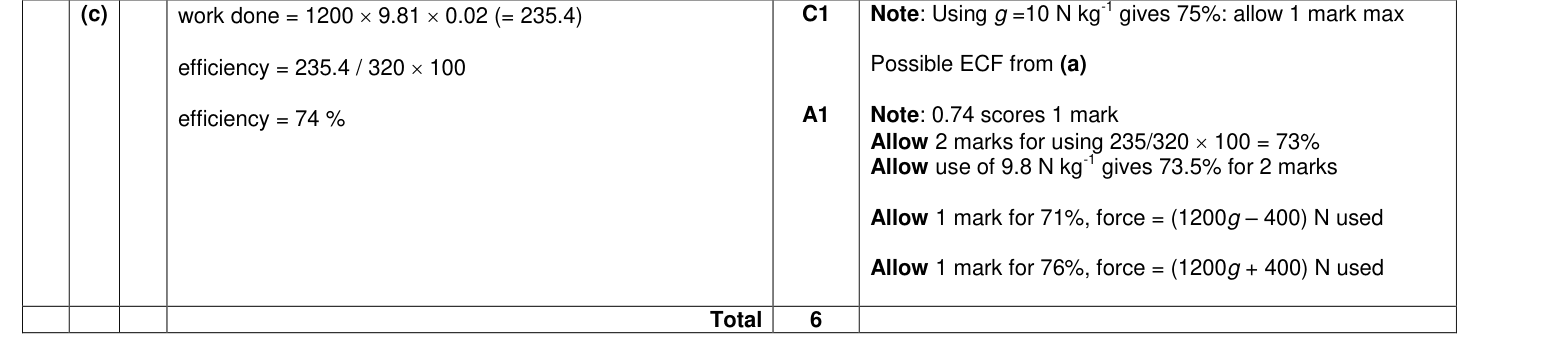 (c) work done = 1200 × 9.81 × 0.02 (= 235.4) C1 Note: Using g =10 N kg⁻¹ gives 75%: allow 1 mark max
Possible ECF from (a)
efficiency = 235.4 / 320 × 100
efficiency = 74 % A1 Note: 0.74 scores 1 mark
Allow 2 marks for using 235/320 × 100 = 73%
Allow use of 9.8 N kg⁻¹ gives 73.5% for 2 marks
Allow 1 mark for 71%, force = (1200g – 400) N used
Allow 1 mark for 76%, force = (1200g + 400) N used
Total 6